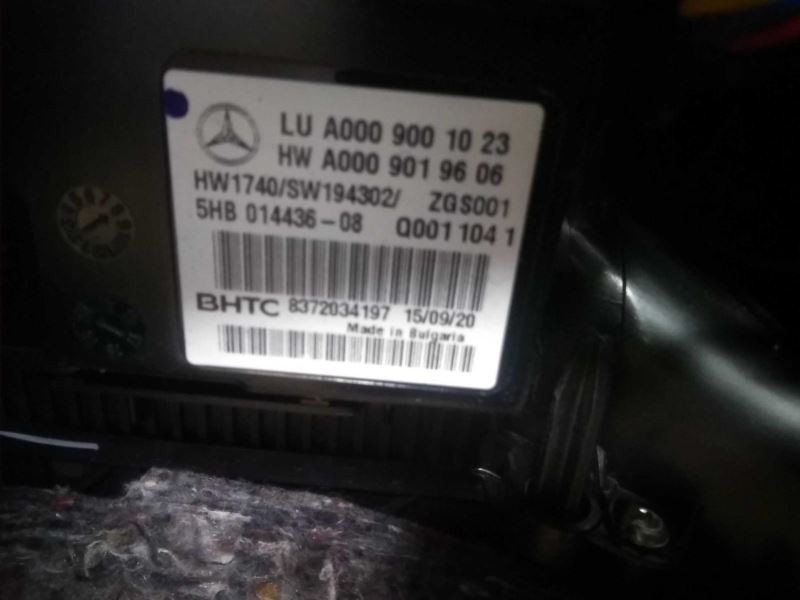 LU A000 900 10 23
HW A000 901 96 06
HW1740/SW194302/ ZGS001
5HB 014436-08 Q001 104 1
BHTC 8372034197 15/09/20
Made in Bulgaria